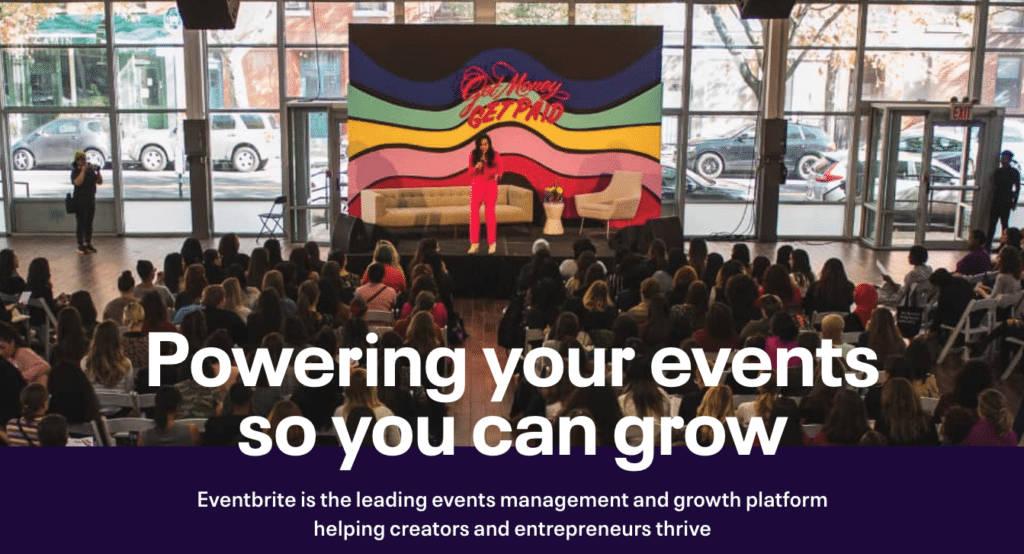 Get Money
GET PAID
EXIT
Powering your events
so you can grow
Eventbrite is the leading events management and growth platform
helping creators and entrepreneurs thrive